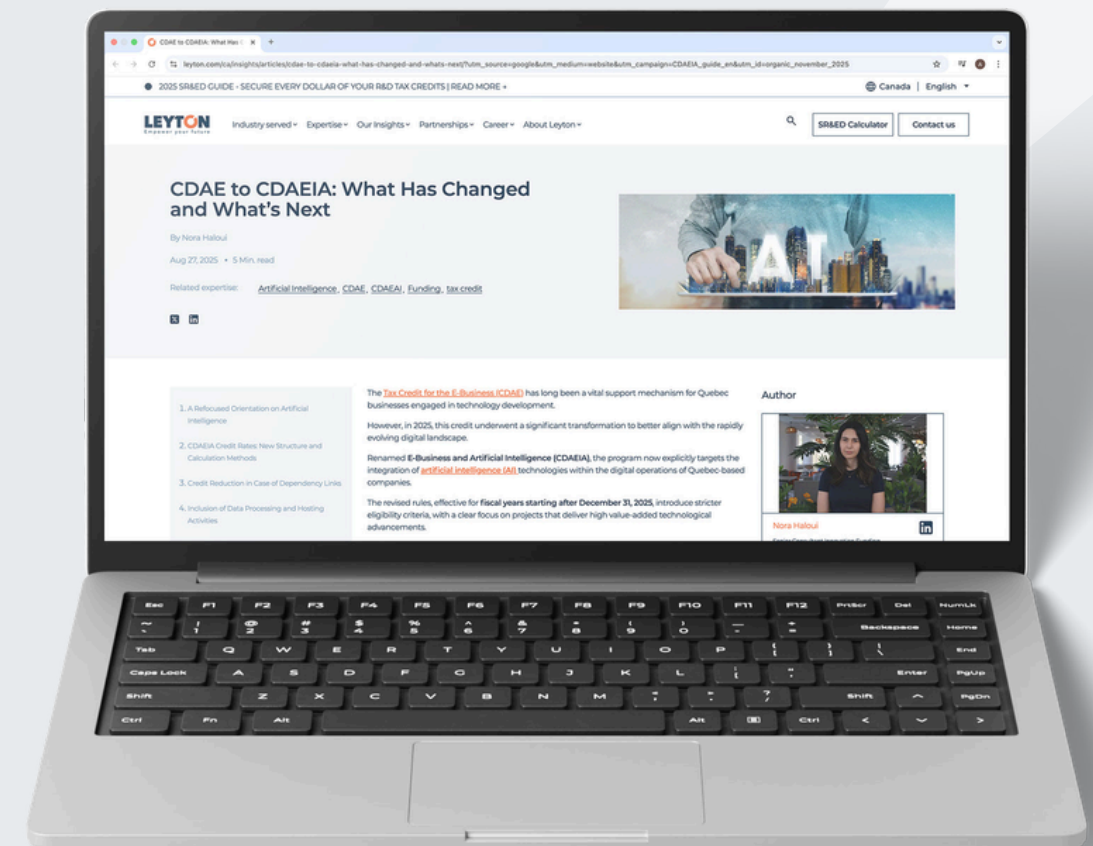 CDAE to CDAEIA: What Has C
leyton.com/ca/insights/articles/cdae-to-cdaeia-what-has-changed-and-whats-next/?utm_source=google&utm_medium=website&utm_campaign=CDAEIA_guide_en&utm_id=organic_november_2025
2025 SR&ED GUIDE - SECURE EVERY DOLLAR OF YOUR R&D TAX CREDITS | READ MORE
Canada | English
LEYTON
Empower your future
Industry served Expertise Our Insights Partnerships Career About Leyton
SR&ED Calculator Contact us
CDAE to CDAEIA: What Has Changed
and What's Next
By Nora Haloui
Aug 27, 2025 • 5 Min. read
Related expertise: Artificial Intelligence, CDAE, CDAEAI, Funding, tax credit
AI
1. A Refocused Orientation on Artificial
Intelligence
2. CDAEIA Credit Rates: New Structure and
Calculation Methods
3. Credit Reduction in Case of Dependency Links
4. Inclusion of Data Processing and Hosting
Activities
The Tax Credit for the E-Business (CDAE) has long been a vital support mechanism for Quebec
businesses engaged in technology development.
However, in 2025, this credit underwent a significant transformation to better align with the rapidly
evolving digital landscape.
Renamed E-Business and Artificial Intelligence (CDAEIA), the program now explicitly targets the
integration of artificial intelligence (AI) technologies within the digital operations of Quebec-based
companies.
The revised rules, effective for fiscal years starting after December 31, 2025, introduce stricter
eligibility criteria, with a clear focus on projects that deliver high value-added technological
advancements.
Author
Nora Haloui
in
Esc F1 F2 F3 F4 F5 F6 F7 F8 F9 F10 F11 F12 PrtScr Del NumLk
~ ` ! 1 @ 2 # 3 $ 4 % 5 ^ 6 & 7 * 8 ( 9 ) 0 Backspace Home
Tab Q W E R T Y U I O P { [ } ] | \ End
Caps Lock A S D F G H J K L Enter PgUp
Shift Z X C V B N M ? / Shift PgDn
Ctrl Fn Alt Alt Ctrl